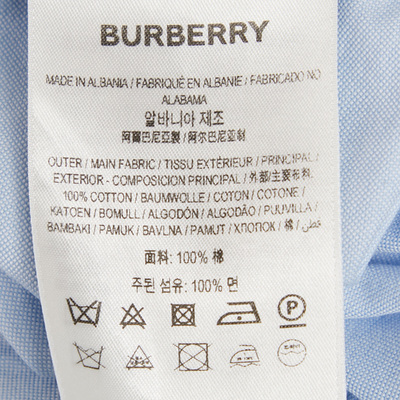 BURBERRY
MADE IN ALBANIA / FABRIQUÉ EN ALBANIE / FABRICADO NO
ALABAMA
알바니아 제조
阿爾巴尼亞製 / 阿尔巴尼亚制
OUTER / MAIN FABRIC / TISSU EXTÉRIEUR / PRINCIPAL /
EXTERIOR - COMPOSICIÓN PRINCIPAL / 外部/主要布料:
100% COTTON / BAUMWOLLE / COTON / COTONE /
KATOEN / BOMULL / ALGODÓN / ALGODÃO / PUUVILLA /
BAMBAKI / PAMUK / BAVLNA / PAMUT / ХЛОПОК / 棉 / قطن
面料: 100% 棉
주된 섬유: 100% 면
P